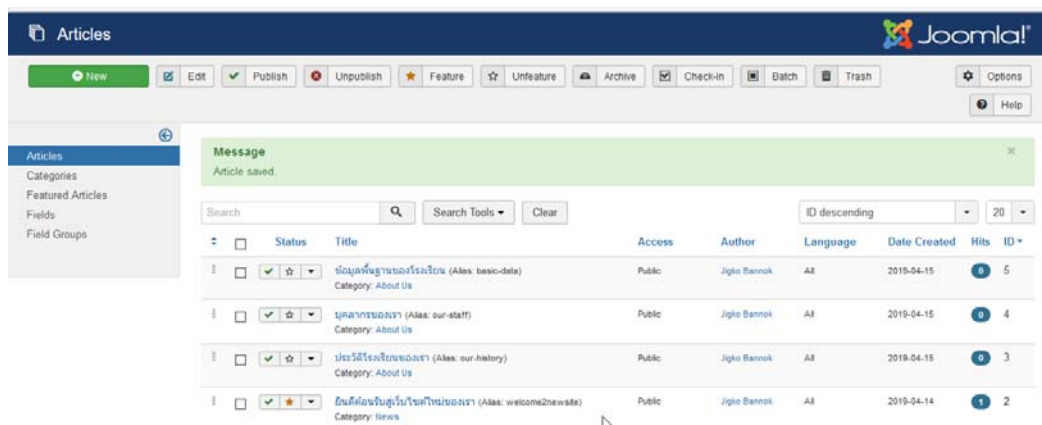 Articles
Joomla!
New
Edit
Publish
Unpublish
Feature
Unfeature
Archive
Check-in
Batch
Trash
Options
Help
Articles
Categories
Featured Articles
Fields
Field Groups
Message
Article saved.
Search
Search Tools
Clear
ID descending
20
Status Title Access Author Language Date Created Hits ID
ข้อมูลพื้นฐานของโรงเรียน (Alias: basic-data) Public Jigko Bannok All 2019-04-15 0 5
Category: About Us
บุคลากรของเรา (Alias: our-staff) Public Jigko Bannok All 2019-04-15 0 4
Category: About Us
ประวัติโรงเรียนของเรา (Alias: our-history) Public Jigko Bannok All 2019-04-15 0 3
Category: About Us
ยินดีต้อนรับสู่เว็บไซต์ใหม่ของเรา (Alias: welcome2newsite) Public Jigko Bannok All 2019-04-14 1 2
Category: News